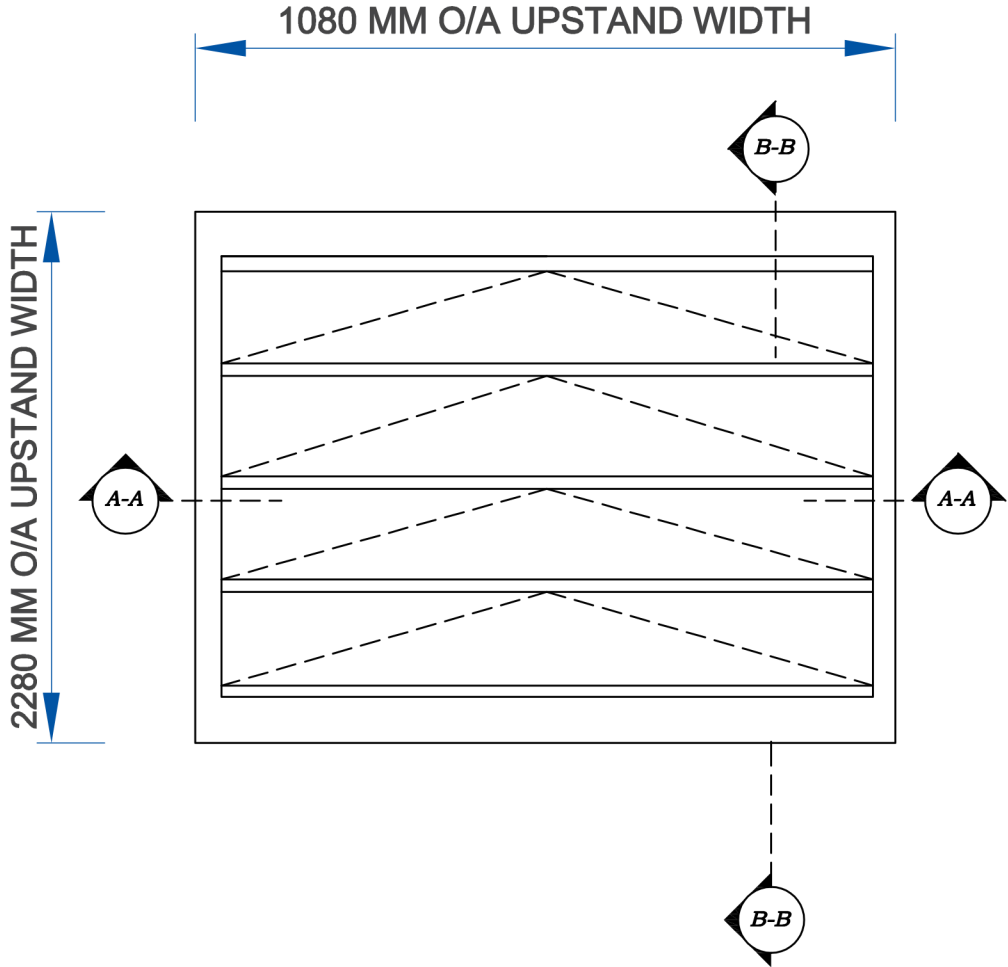 1080 MM O/A UPSTAND WIDTH
B-B
2280 MM O/A UPSTAND WIDTH
A-A
A-A
B-B